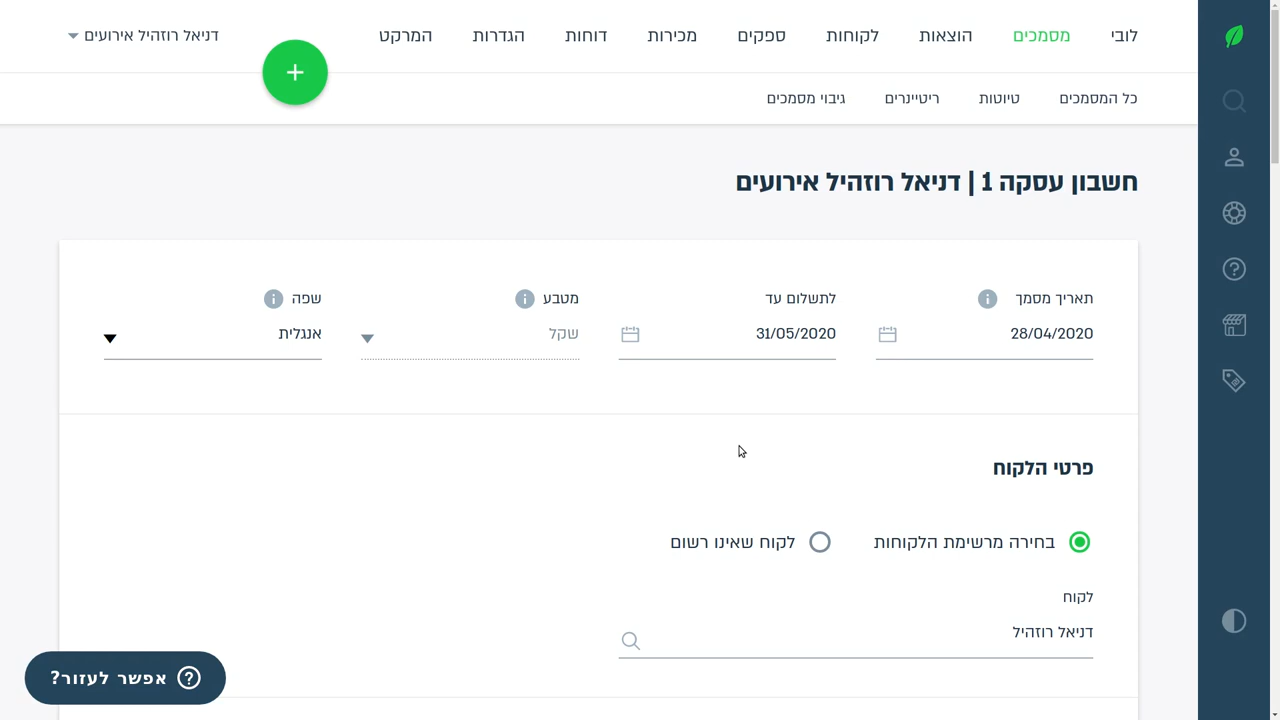 לובי מסמכים הוצאות לקוחות ספקים מכירות דוחות הגדרות המרקט דניאל רוזהיל אירועים
+
כל המסמכים טיוטות ריטיינרים גיבוי מסמכים
חשבון עסקה 1 | דניאל רוזהיל אירועים
תאריך מסמך לתשלום עד מטבע שפה
28/04/2020 31/05/2020 שקל אנגלית
פרטי הלקוח
בחירה מרשימת הלקוחות לקוח שאינו רשום
לקוח
דניאל רוזהיל
אפשר לעזור?